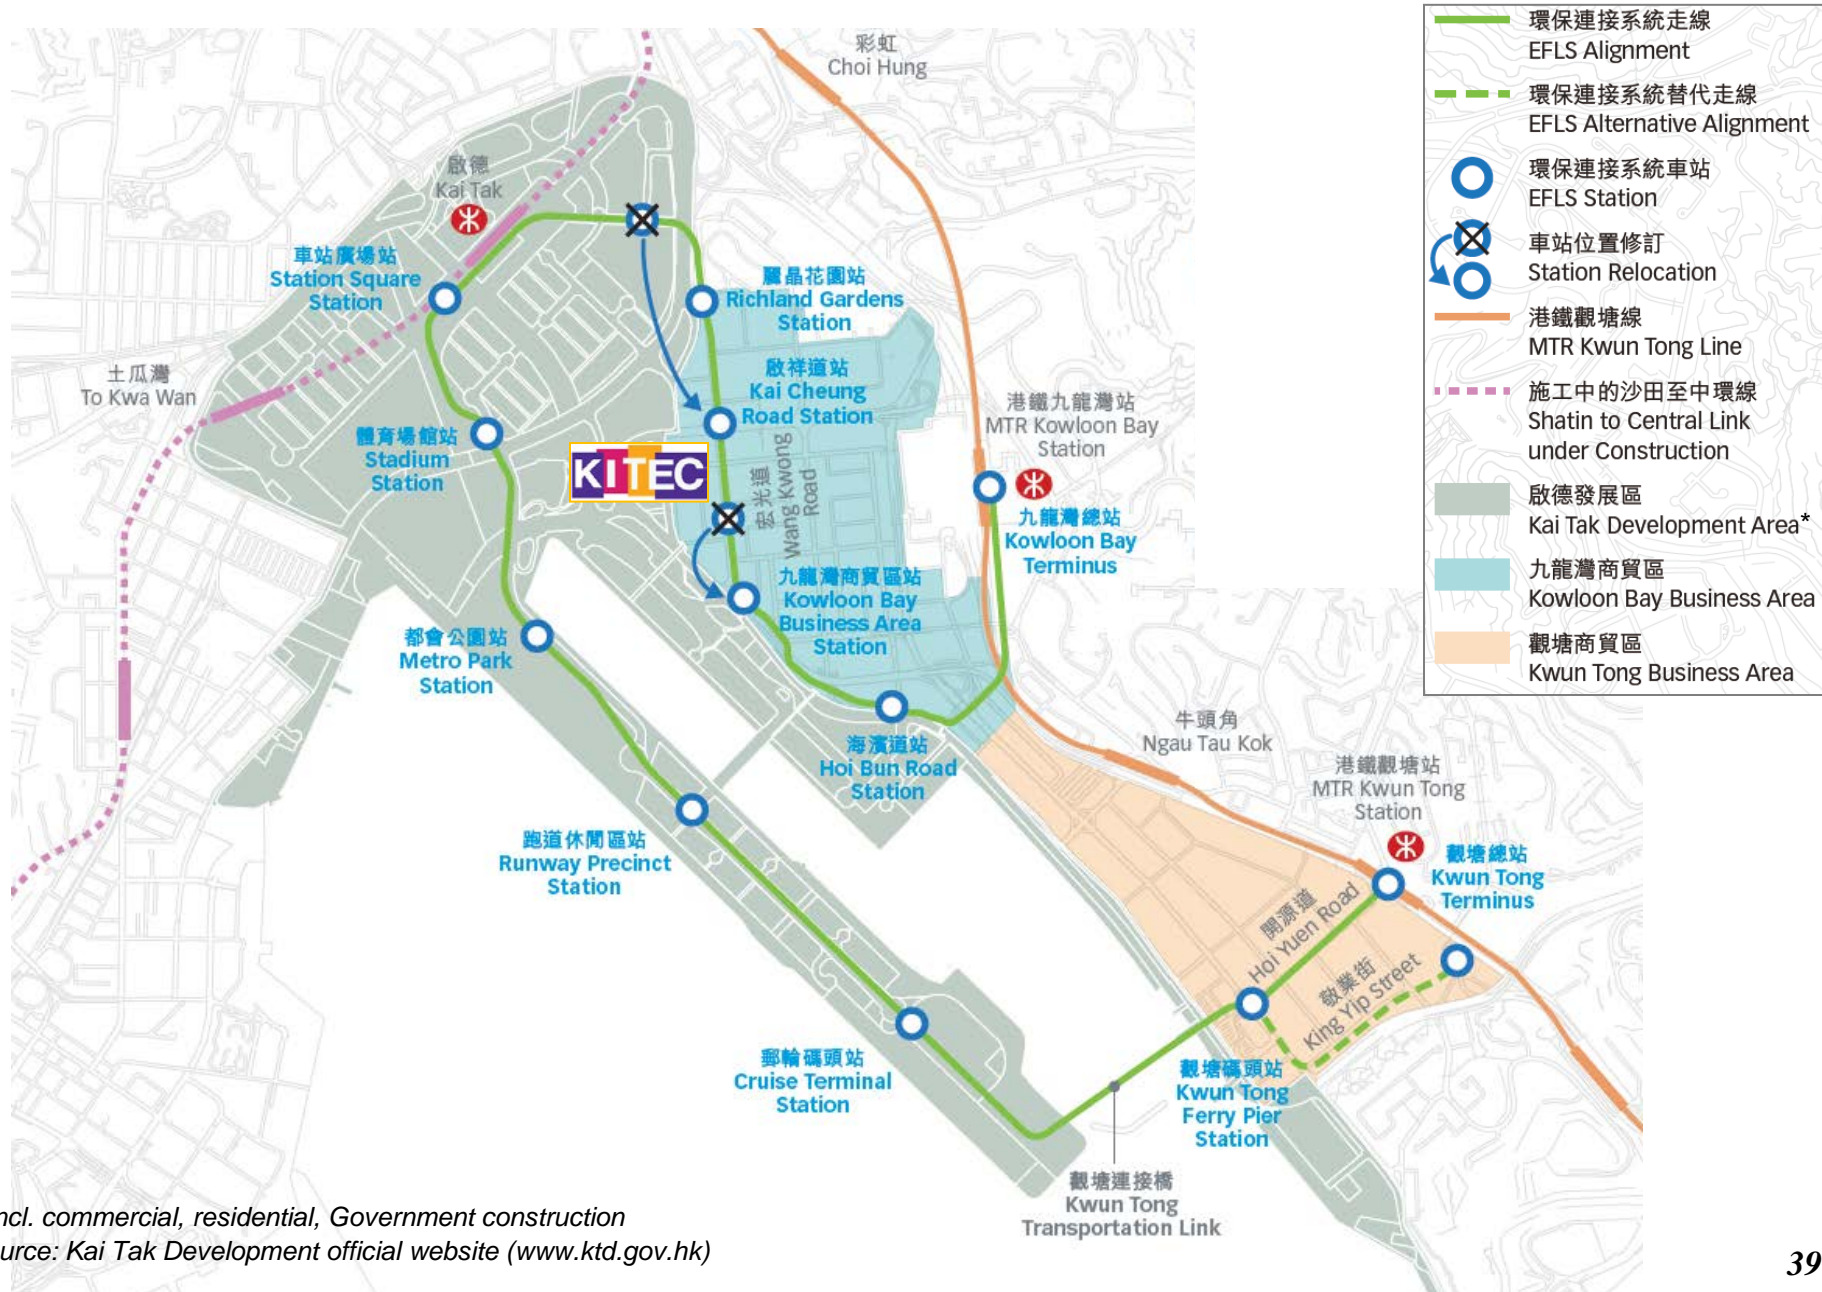 彩虹
Choi Hung
啟德
Kai Tak
車站廣場站
Station Square
Station
麗晶花園站
Richland Gardens
Station
土瓜灣
To Kwa Wan
啟祥道站
Kai Cheung
Road Station
體育場館站
Stadium
Station
KITEC
宏光道
Wang Kwong
Road
港鐵九龍灣站
MTR Kowloon Bay
Station
九龍灣總站
Kowloon Bay
Terminus
九龍灣商貿區站
Kowloon Bay
Business Area
Station
都會公園站
Metro Park
Station
海濱道站
Hoi Bun Road
Station
牛頭角
Ngau Tau Kok
港鐵觀塘站
MTR Kwun Tong
Station
觀塘總站
Kwun Tong
Terminus
跑道休閒區站
Runway Precinct
Station
開源道
Hoi Yuen Road
敬業街
King Yip Street
郵輪碼頭站
Cruise Terminal
Station
觀塘碼頭站
Kwun Tong
Ferry Pier
Station
觀塘連接橋
Kwun Tong
Transportation Link
環保連接系統走線
EFLS Alignment
環保連接系統替代走線
EFLS Alternative Alignment
環保連接系統車站
EFLS Station
車站位置修訂
Station Relocation
港鐵觀塘線
MTR Kwun Tong Line
施工中的沙田至中環線
Shatin to Central Link
under Construction
啟德發展區
Kai Tak Development Area*
九龍灣商貿區
Kowloon Bay Business Area
觀塘商貿區
Kwun Tong Business Area
ncl. commercial, residential, Government construction
urce: Kai Tak Development official website (www.ktd.gov.hk)
39